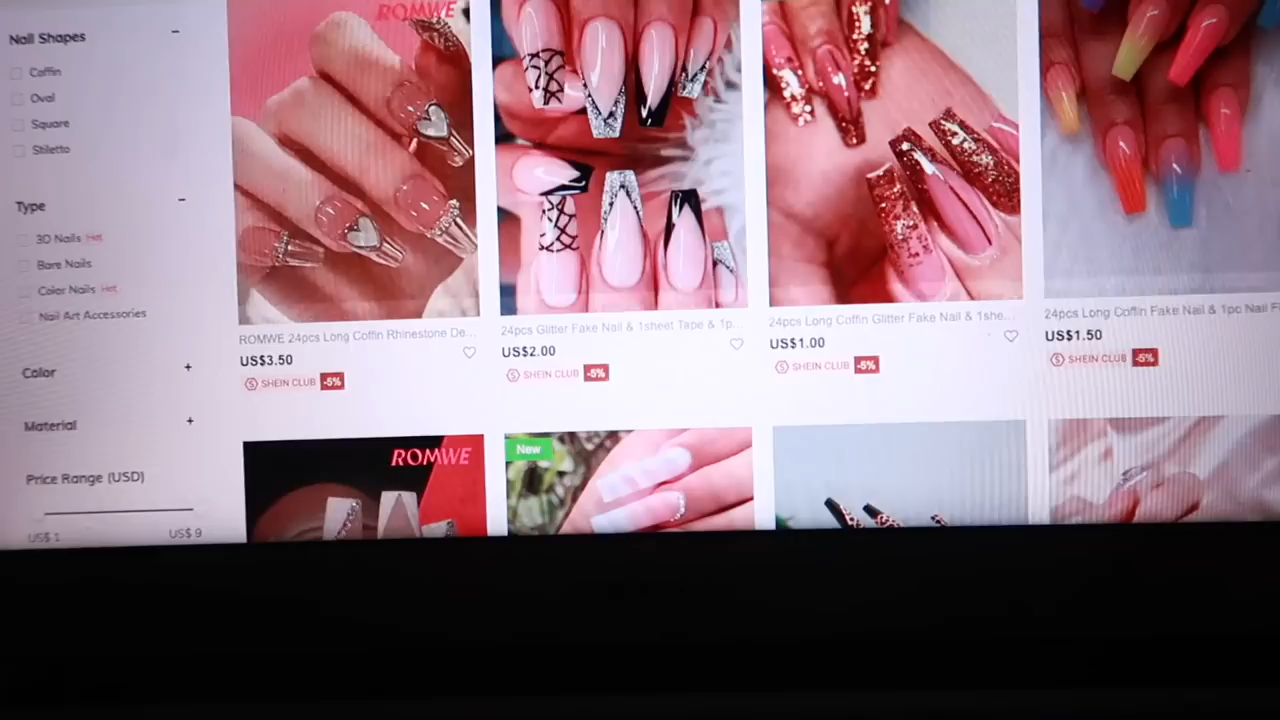 Nail Shapes
Coffin
Oval
Square
Stiletto
Type
3D Nails Hot
Bare Nails
Color Nails Hot
Nail Art Accessories
Color
Material
Price Range (USD)
US$ 1
US$ 9
ROMWE
ROMWE 24pcs Long Coffin Rhinestone De...
US$3.50
SHEIN CLUB -5%
24pcs Glitter Fake Nail & 1sheet Tape & 1p...
US$2.00
SHEIN CLUB -5%
24pcs Long Coffin Glitter Fake Nail & 1she...
US$1.00
SHEIN CLUB -5%
24pcs Long Coffin Fake Nail & 1pc Nail F
US$1.50
SHEIN CLUB -5%
ROMWE
New